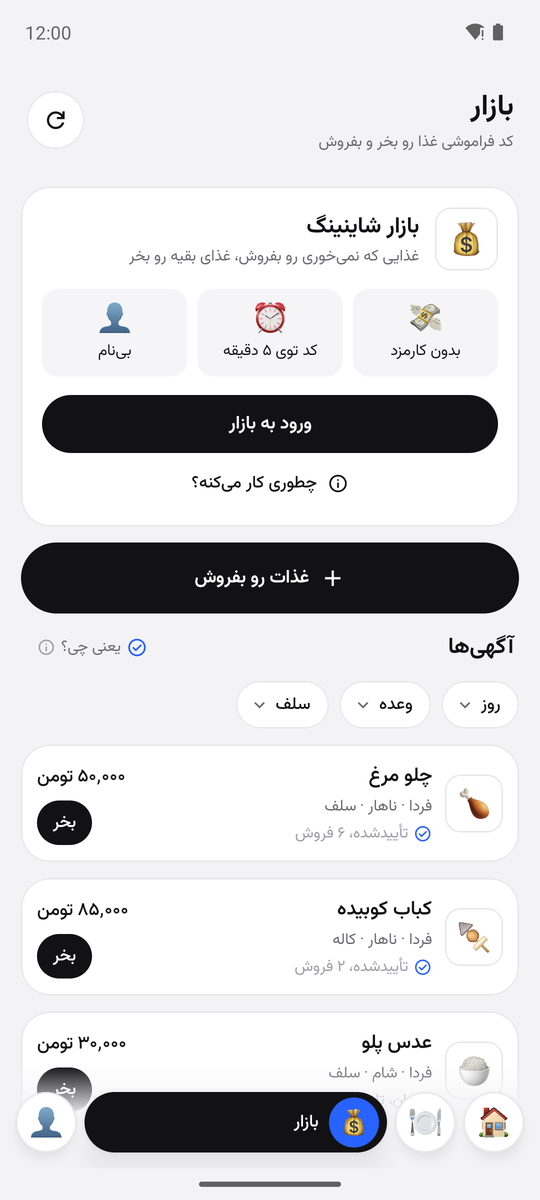 12:00
بازار
کد فراموشی غذا رو بخر و بفروش
بازار شاینینگ
غذایی که نمی‌خوری رو بفروش، غذای بقیه رو بخر
بدون کارمزد
کد توی ۵ دقیقه
بی‌نام
ورود به بازار
چطوری کار می‌کنه؟
غذات رو بفروش
آگهی‌ها
یعنی چی؟
روز
وعده
سلف
چلو مرغ
۵۰,۰۰۰ تومن
فردا · ناهار · سلف
تأییدشده، ۶ فروش
بخر
کباب کوبیده
۸۵,۰۰۰ تومن
فردا · ناهار · کاله
تأییدشده، ۲ فروش
بخر
عدس پلو
۳۰,۰۰۰ تومن
فردا · شام · سلف
بخر
بازار